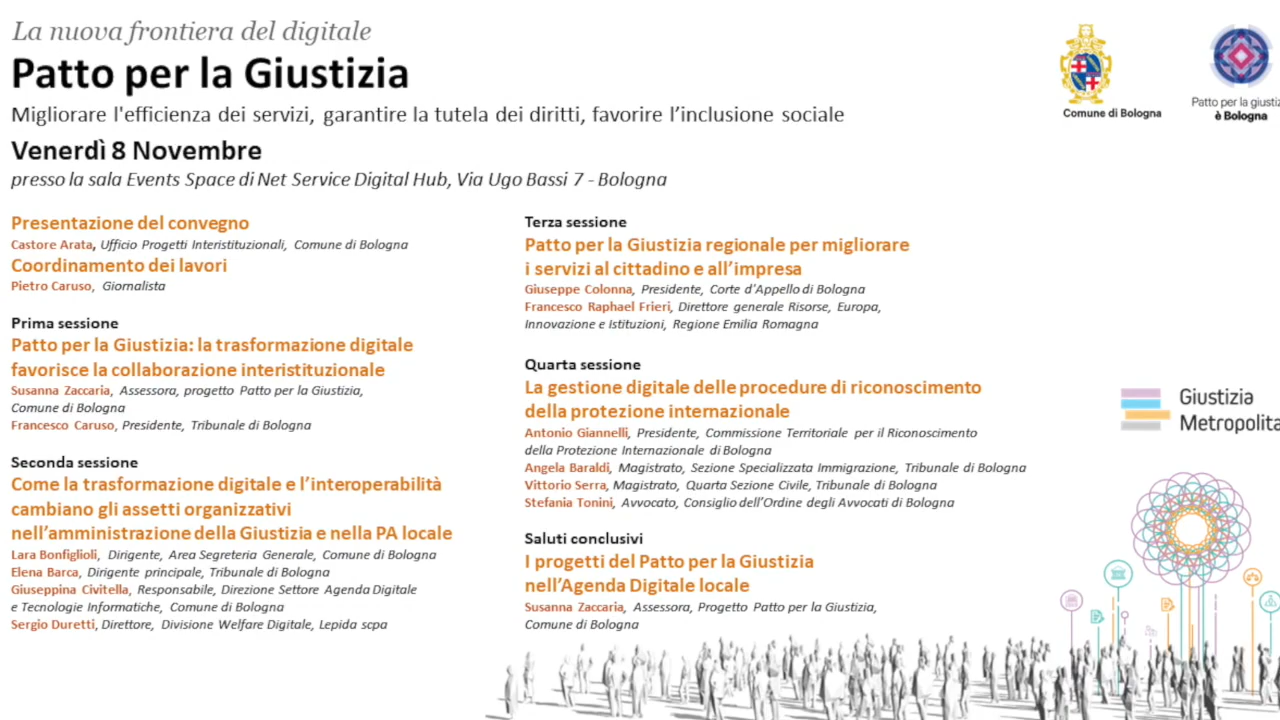 La nuova frontiera del digitale
Patto per la Giustizia
Migliorare l'efficienza dei servizi, garantire la tutela dei diritti, favorire l’inclusione sociale
Venerdì 8 Novembre
presso la sala Events Space di Net Service Digital Hub, Via Ugo Bassi 7 - Bologna
Comune di Bologna
Patto per la giustiz
è Bologna
Presentazione del convegno
Castore Arata, Ufficio Progetti Interistituzionali, Comune di Bologna
Coordinamento dei lavori
Pietro Caruso, Giornalista
Prima sessione
Patto per la Giustizia: la trasformazione digitale
favorisce la collaborazione interistituzionale
Susanna Zaccaria, Assessora, progetto Patto per la Giustizia,
Comune di Bologna
Francesco Caruso, Presidente, Tribunale di Bologna
Seconda sessione
Come la trasformazione digitale e l’interoperabilità
cambiano gli assetti organizzativi
nell’amministrazione della Giustizia e nella PA locale
Lara Bonfiglioli, Dirigente, Area Segreteria Generale, Comune di Bologna
Elena Barca, Dirigente principale, Tribunale di Bologna
Giuseppina Civitella, Responsabile, Direzione Settore Agenda Digitale
e Tecnologie Informatiche, Comune di Bologna
Sergio Duretti, Direttore, Divisione Welfare Digitale, Lepida scpa
Terza sessione
Patto per la Giustizia regionale per migliorare
i servizi al cittadino e all’impresa
Giuseppe Colonna, Presidente, Corte d'Appello di Bologna
Francesco Raphael Frieri, Direttore generale Risorse, Europa,
Innovazione e Istituzioni, Regione Emilia Romagna
Quarta sessione
La gestione digitale delle procedure di riconoscimento
della protezione internazionale
Antonio Giannelli, Presidente, Commissione Territoriale per il Riconoscimento
della Protezione Internazionale di Bologna
Angela Baraldi, Magistrato, Sezione Specializzata Immigrazione, Tribunale di Bologna
Vittorio Serra, Magistrato, Quarta Sezione Civile, Tribunale di Bologna
Stefania Tonini, Avvocato, Consiglio dell’Ordine degli Avvocati di Bologna
Saluti conclusivi
I progetti del Patto per la Giustizia
nell’Agenda Digitale locale
Susanna Zaccaria, Assessora, Progetto Patto per la Giustizia,
Comune di Bologna
Giustizia
Metropolita